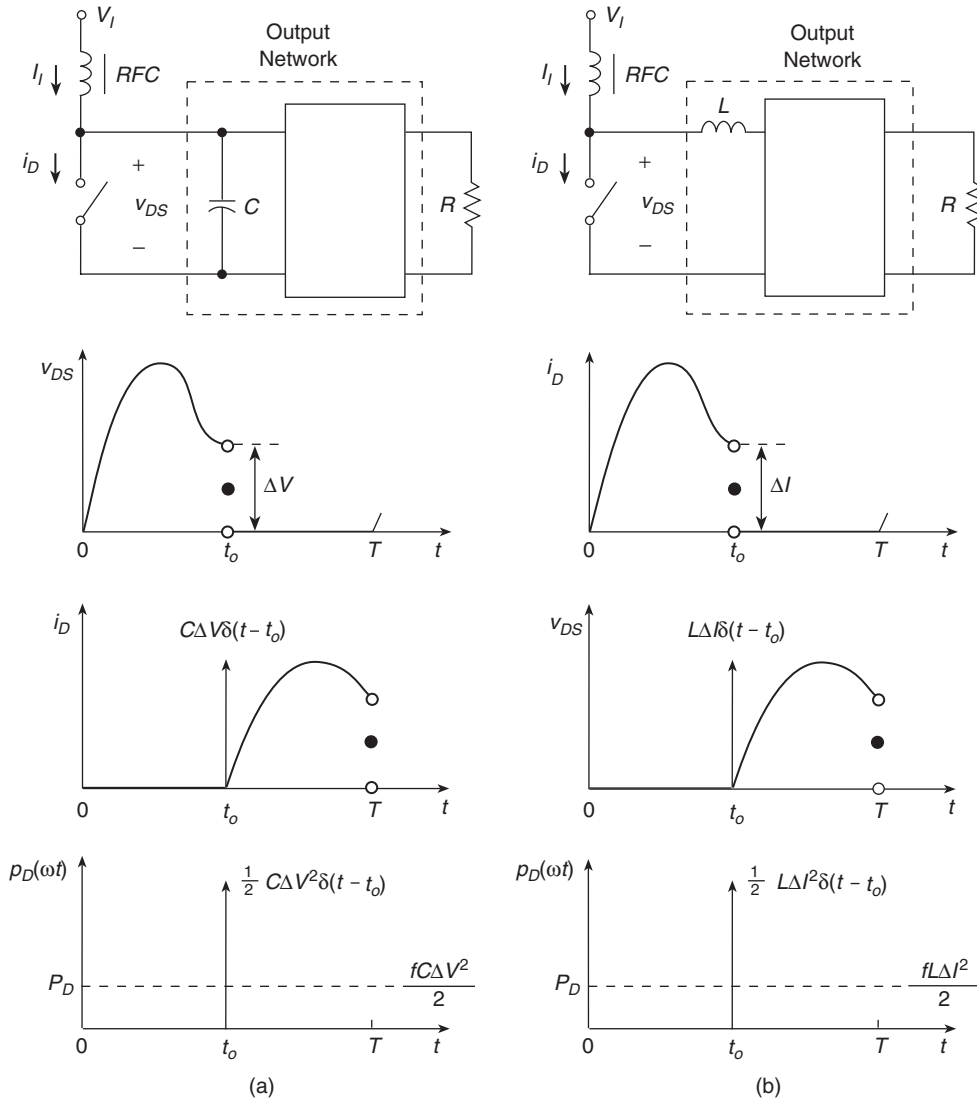 V_I
Output
Network
I_I
RFC
i_D
+
v_DS
−
C
R
V_I
Output
Network
I_I
RFC
L
i_D
+
v_DS
−
R
v_DS
ΔV
0
t_o
T
t
i_D
ΔI
0
t_o
T
t
i_D
CΔVδ(t − t_o)
0
t_o
T
t
v_DS
LΔIδ(t − t_o)
0
t_o
T
t
p_D(ωt)
1/2 CΔV²δ(t − t_o)
P_D
fCΔV²/2
0
t_o
T
t
(a)
p_D(ωt)
1/2 LΔI²δ(t − t_o)
P_D
fLΔI²/2
0
t_o
T
t
(b)